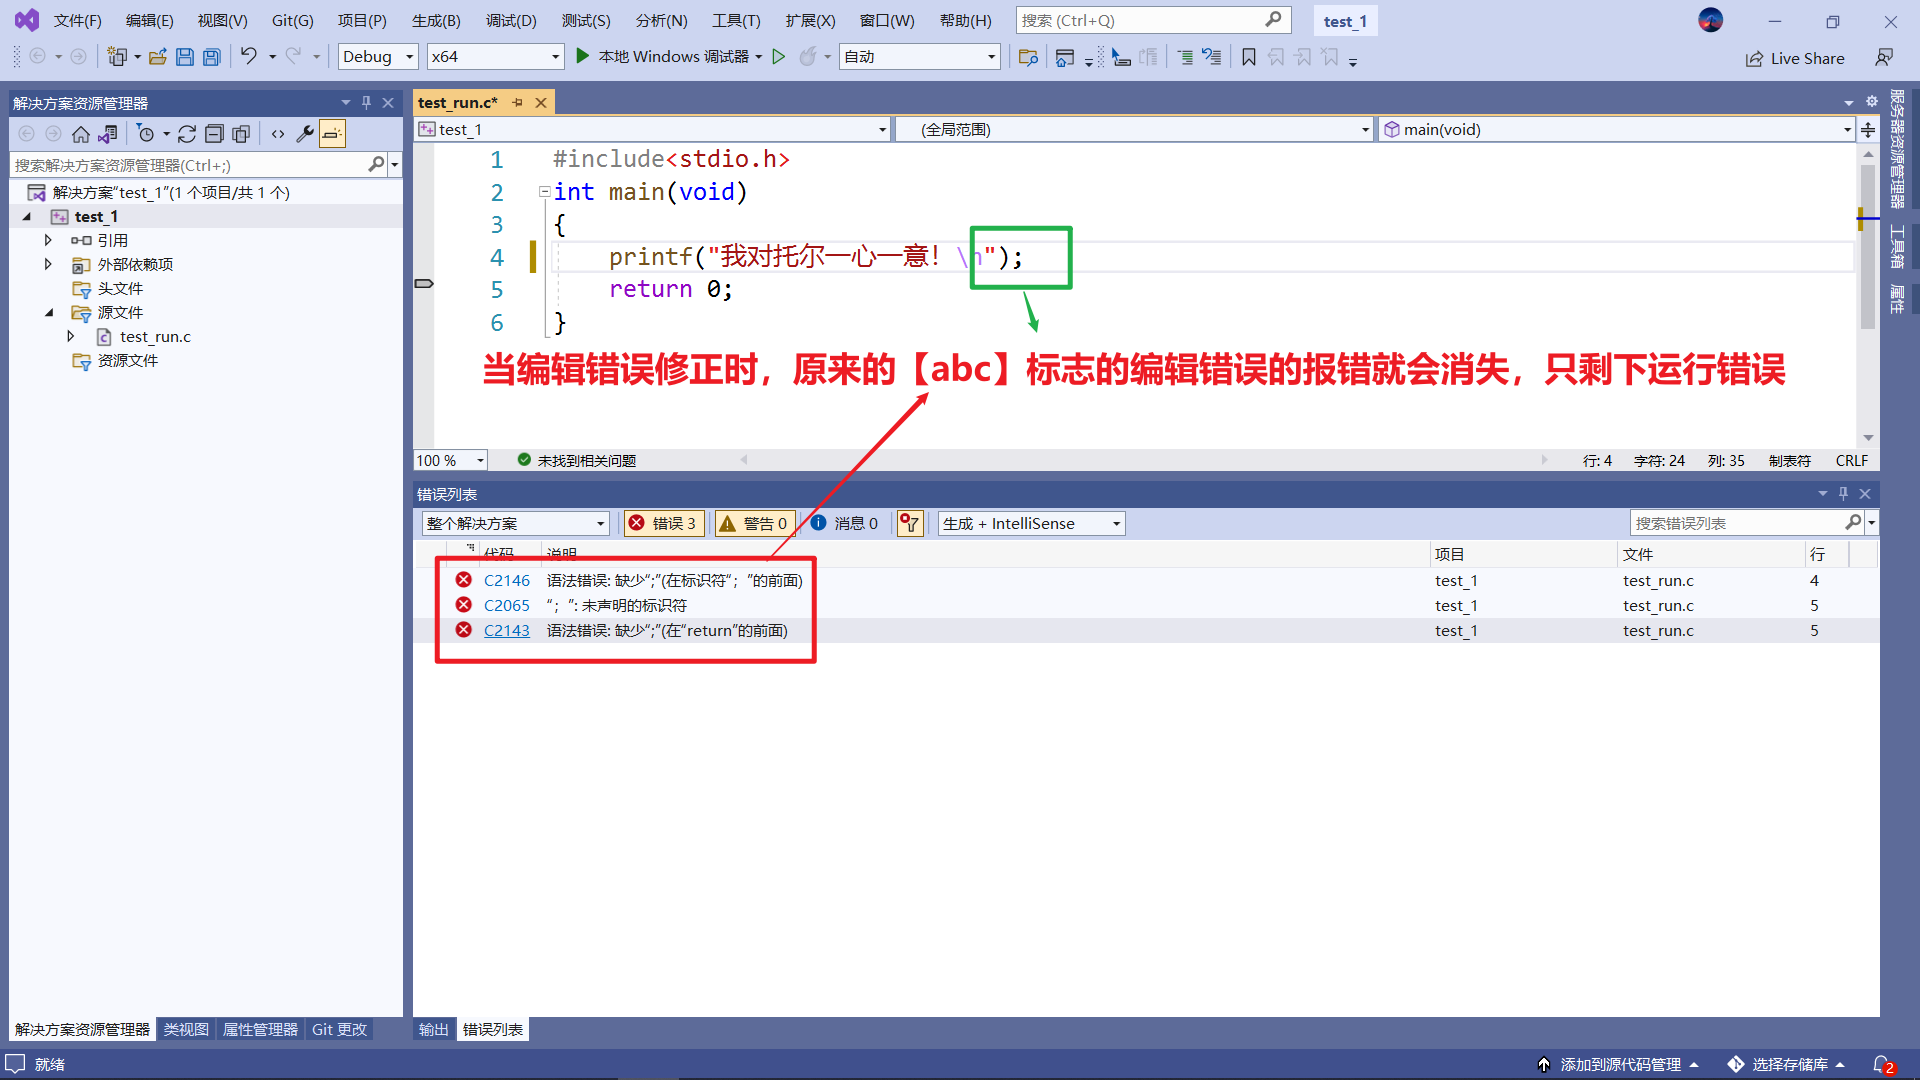 文件(F) 编辑(E) 视图(V) Git(G) 项目(P) 生成(B) 调试(D) 测试(S) 分析(N) 工具(T) 扩展(X) 窗口(W) 帮助(H) 搜索 (Ctrl+Q) test_1
Debug x64 本地 Windows 调试器 自动 Live Share
解决方案资源管理器
搜索解决方案资源管理器(Ctrl+;)
解决方案“test_1”(1 个项目/共 1 个)
test_1
引用
外部依赖项
头文件
源文件
test_run.c
资源文件
test_run.c*
test_1 (全局范围) main(void)
1 #include<stdio.h>
2 int main(void)
3 {
4 printf("我对托尔一心一意！\n");
5 return 0;
6 }
当编辑错误修正时，原来的【abc】标志的编辑错误的报错就会消失，只剩下运行错误
100 % 未找到相关问题 行: 4 字符: 24 列: 35 制表符 CRLF
错误列表
整个解决方案 错误 3 警告 0 消息 0 生成 + IntelliSense 搜索错误列表
代码 说明 项目 文件 行
C2146 语法错误: 缺少“;”(在标识符“；”的前面) test_1 test_run.c 4
C2065 “；”: 未声明的标识符 test_1 test_run.c 5
C2143 语法错误: 缺少“;”(在“return”的前面) test_1 test_run.c 5
服务器资源管理器
工具箱
属性
解决方案资源管理器 类视图 属性管理器 Git 更改 输出 错误列表
就绪 添加到源代码管理 选择存储库 2